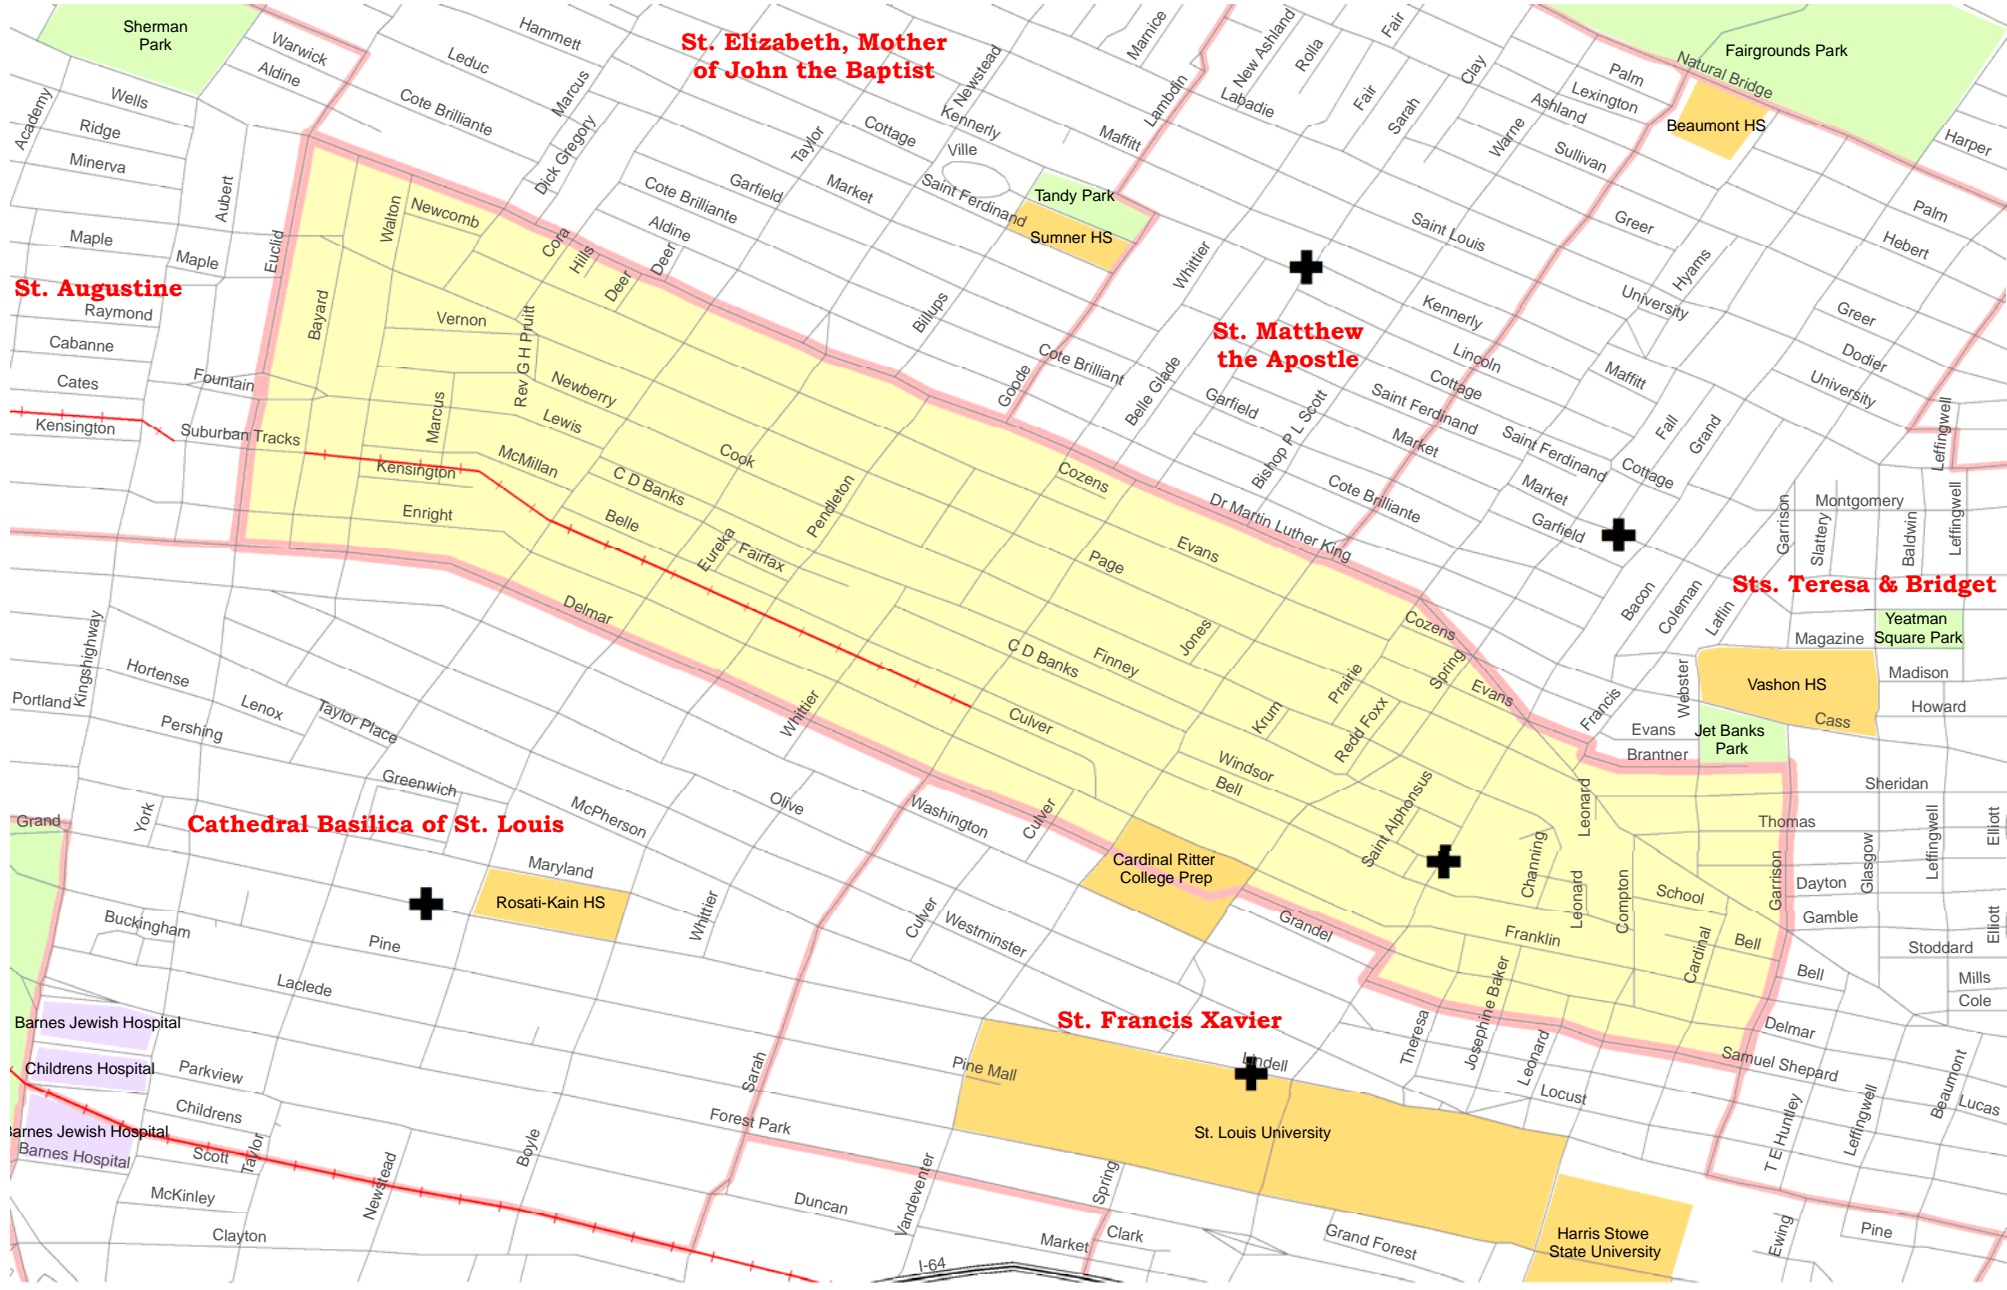 Sherman
Park
Warwick
Aldine
Hammett
Leduc
Cote Brilliante
Marcus
Dick Gregory
St. Elizabeth, Mother
of John the Baptist
K Newstead
Marnice
Lambdin
New Ashland
Rolla
Fair
Fair
Labadie
Sarah
Clay
Palm
Lexington
Ashland
Natural Bridge
Fairgrounds Park
Beaumont HS
Harper
Academy
Wells
Ridge
Minerva
Aubert
Taylor
Cottage
Kennerly
Ville
Maffitt
Warne
Sullivan
Garfield
Market
Saint Ferdinand
Tandy Park
Sumner HS
Cote Brilliante
Aldine
Walton
Newcomb
Euclid
Maple
Maple
Cora
Hills
Deer
Deer
Whittier
Saint Louis
Greer
Hyams
Palm
Hebert
St. Augustine
Raymond
Cabanne
Cates
Fountain
Bayard
Vernon
Rev G H Pruitt
Billups
St. Matthew
the Apostle
Kennerly
Lincoln
University
Greer
Dodier
University
Maffitt
Kensington
Suburban Tracks
Marcus
Newberry
Lewis
McMillan
Kensington
Enright
Goode
Cote Brilliant
Belle Glade
Garfield
Bishop P L Scott
Cottage
Saint Ferdinand
Market
Saint Ferdinand
Cottage
Fall
Grand
Leffingwell
Cook
C D Banks
Belle
Pendleton
Eureka
Fairfax
Cozens
Dr Martin Luther King
Cote Brilliante
Market
Garfield
Garrison
Montgomery
Slattery
Baldwin
Leffingwell
Evans
Page
Delmar
Sts. Teresa & Bridget
Bacon
Coleman
Laflin
Yeatman
Square Park
Magazine
Madison
Kingshighway
Hortense
Portland
Lenox
Pershing
Taylor Place
Whittier
C D Banks
Finney
Jones
Cozens
Spring
Evans
Prairie
Redd Foxx
Krum
Culver
Windsor
Bell
Francis
Webster
Vashon HS
Cass
Howard
Evans
Brantner
Jet Banks
Park
Sheridan
Greenwich
McPherson
Olive
Washington
Culver
Cathedral Basilica of St. Louis
York
Grand
Maryland
Rosati-Kain HS
Whittier
Cardinal Ritter
College Prep
Saint Alphonsus
Channing
Leonard
Leonard
Compton
School
Thomas
Garrison
Dayton
Gamble
Glasgow
Leffingwell
Elliott
Elliott
Buckingham
Pine
Laclede
Culver
Westminster
Grandel
Franklin
Cardinal
Bell
Bell
Stoddard
Mills
Cole
Barnes Jewish Hospital
Childrens Hospital
Barnes Jewish Hospital
Barnes Hospital
Parkview
Childrens
Scott
Taylor
McKinley
Clayton
Newstead
Boyle
Sarah
Forest Park
Duncan
Vandeventer
Pine Mall
St. Francis Xavier
Lindell
St. Louis University
Theresa
Josephine Baker
Leonard
Locust
Delmar
Samuel Shepard
T E Huntley
Leffingwell
Beaumont
Lucas
Spring
Market
Clark
I-64
Grand Forest
Harris Stowe
State University
Ewing
Pine